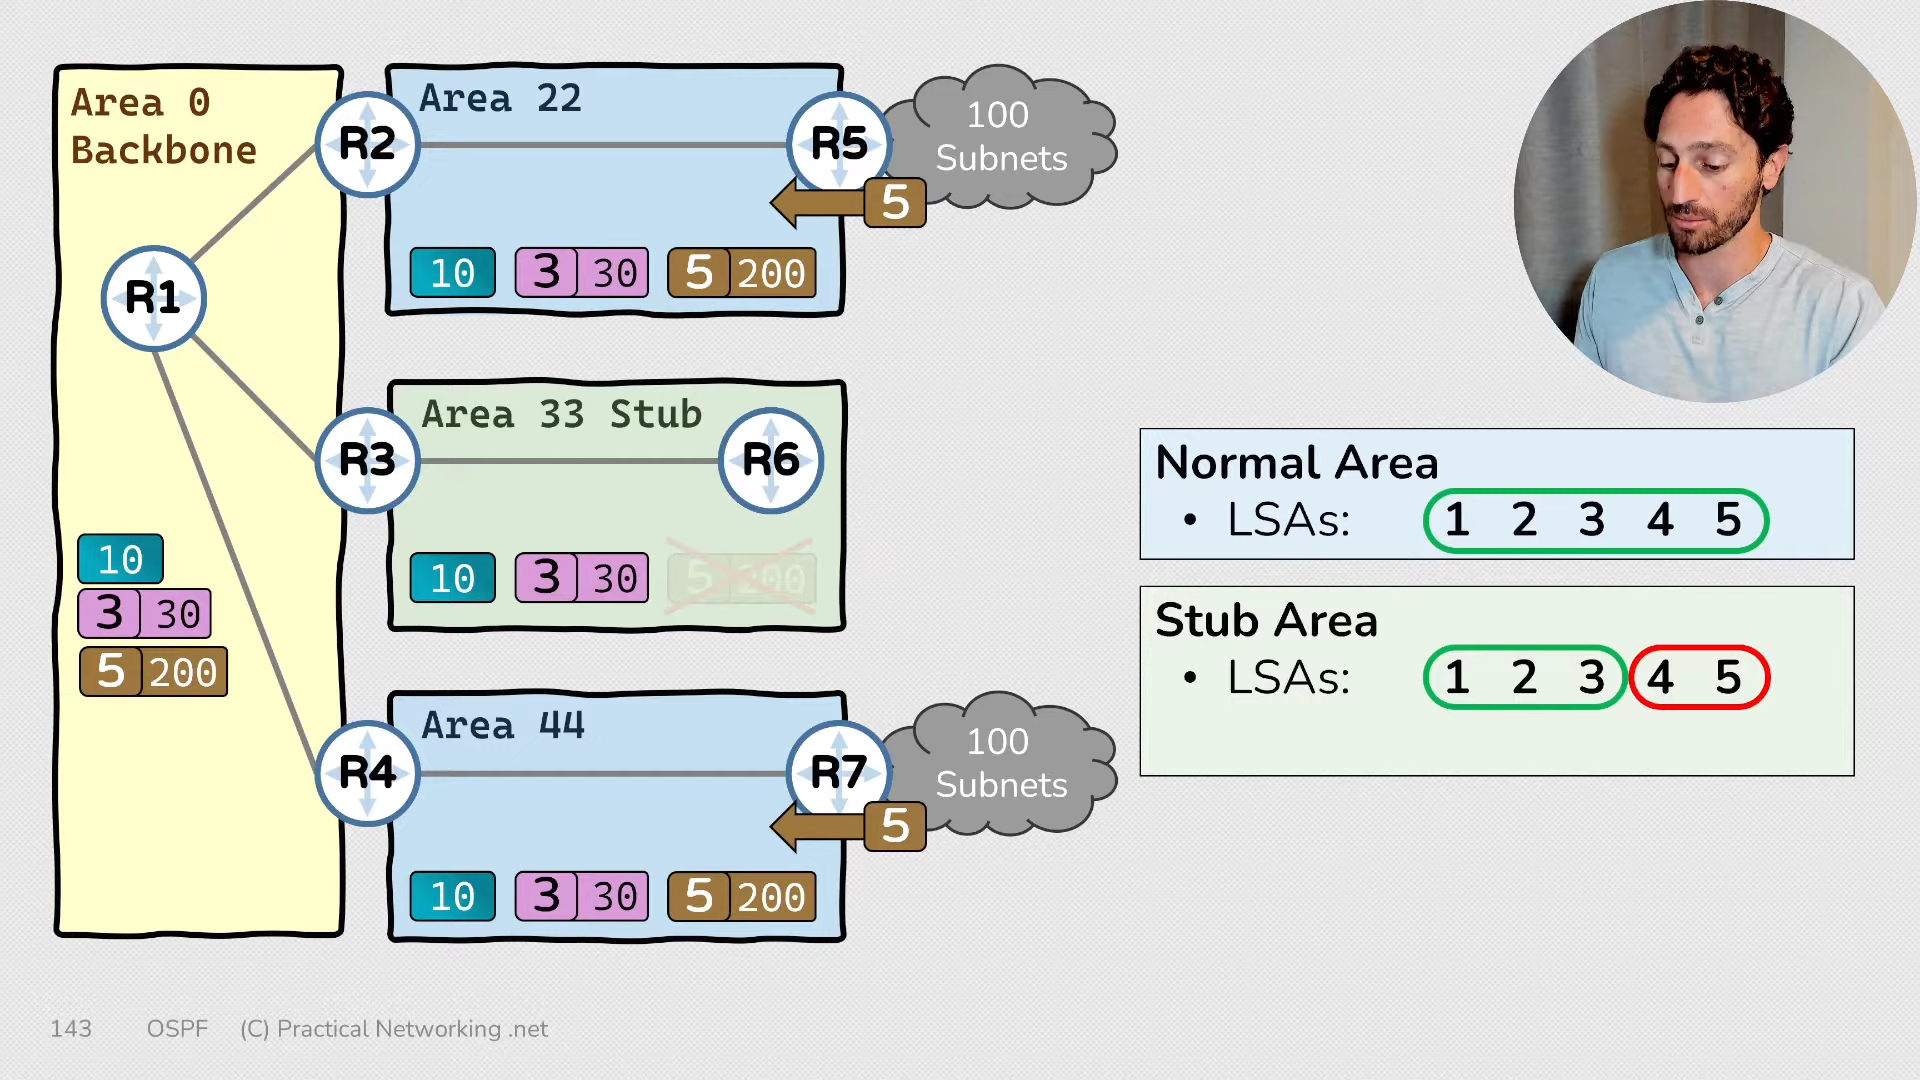 Area 0
Backbone
R1
10
3 30
5 200
R2
Area 22
R5
100
Subnets
5
10 3 30 5 200
R3
Area 33 Stub
R6
10 3 30 5 200
R4
Area 44
R7
100
Subnets
5
10 3 30 5 200
Normal Area
• LSAs: 1 2 3 4 5
Stub Area
• LSAs: 1 2 3 4 5
143 OSPF (C) Practical Networking .net